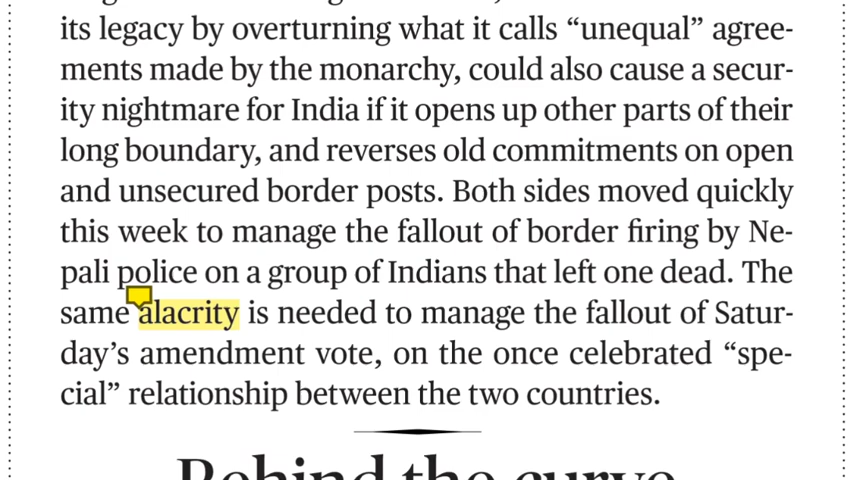 its legacy by overturning what it calls “unequal” agree-
ments made by the monarchy, could also cause a secur-
ity nightmare for India if it opens up other parts of their
long boundary, and reverses old commitments on open
and unsecured border posts. Both sides moved quickly
this week to manage the fallout of border firing by Ne-
pali police on a group of Indians that left one dead. The
same alacrity is needed to manage the fallout of Satur-
day’s amendment vote, on the once celebrated “spe-
cial” relationship between the two countries.
Behind the curve